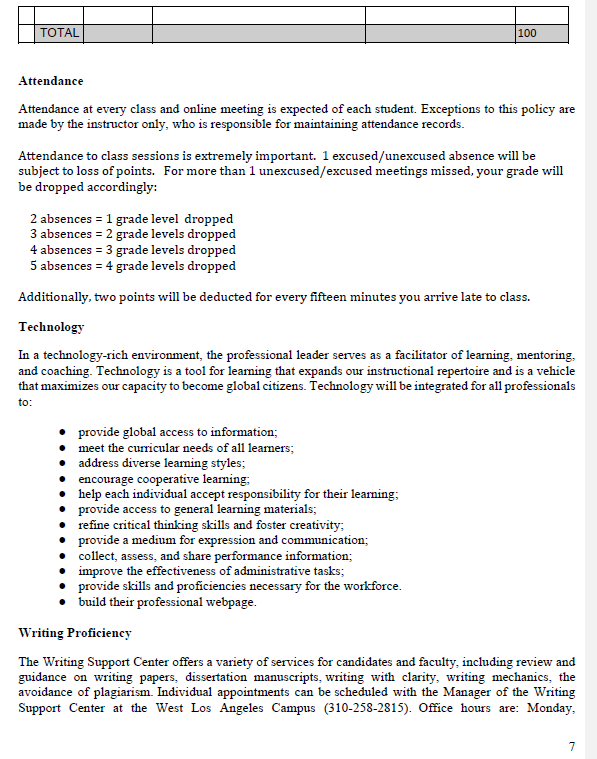 TOTAL 100
Attendance
Attendance at every class and online meeting is expected of each student. Exceptions to this policy are
made by the instructor only, who is responsible for maintaining attendance records.
Attendance to class sessions is extremely important. 1 excused/unexcused absence will be
subject to loss of points. For more than 1 unexcused/excused meetings missed, your grade will
be dropped accordingly:
2 absences = 1 grade level dropped
3 absences = 2 grade levels dropped
4 absences = 3 grade levels dropped
5 absences = 4 grade levels dropped
Additionally, two points will be deducted for every fifteen minutes you arrive late to class.
Technology
In a technology-rich environment, the professional leader serves as a facilitator of learning, mentoring,
and coaching. Technology is a tool for learning that expands our instructional repertoire and is a vehicle
that maximizes our capacity to become global citizens. Technology will be integrated for all professionals
to:
● provide global access to information;
● meet the curricular needs of all learners;
● address diverse learning styles;
● encourage cooperative learning;
● help each individual accept responsibility for their learning;
● provide access to general learning materials;
● refine critical thinking skills and foster creativity;
● provide a medium for expression and communication;
● collect, assess, and share performance information;
● improve the effectiveness of administrative tasks;
● provide skills and proficiencies necessary for the workforce.
● build their professional webpage.
Writing Proficiency
The Writing Support Center offers a variety of services for candidates and faculty, including review and
guidance on writing papers, dissertation manuscripts, writing with clarity, writing mechanics, the
avoidance of plagiarism. Individual appointments can be scheduled with the Manager of the Writing
Support Center at the West Los Angeles Campus (310-258-2815). Office hours are: Monday,
7